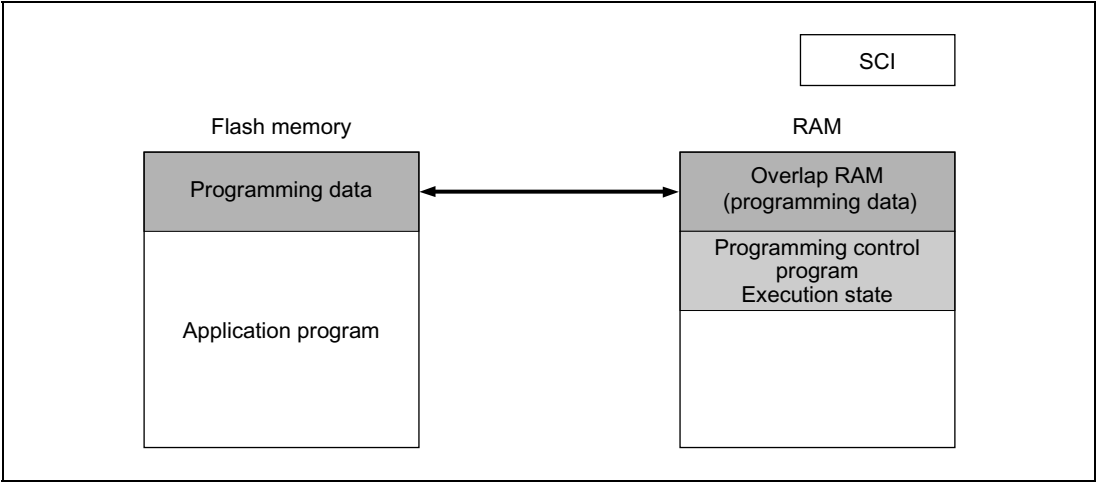 SCI
Flash memory
RAM
Programming data
Overlap RAM
(programming data)
Programming control
program
Execution state
Application program